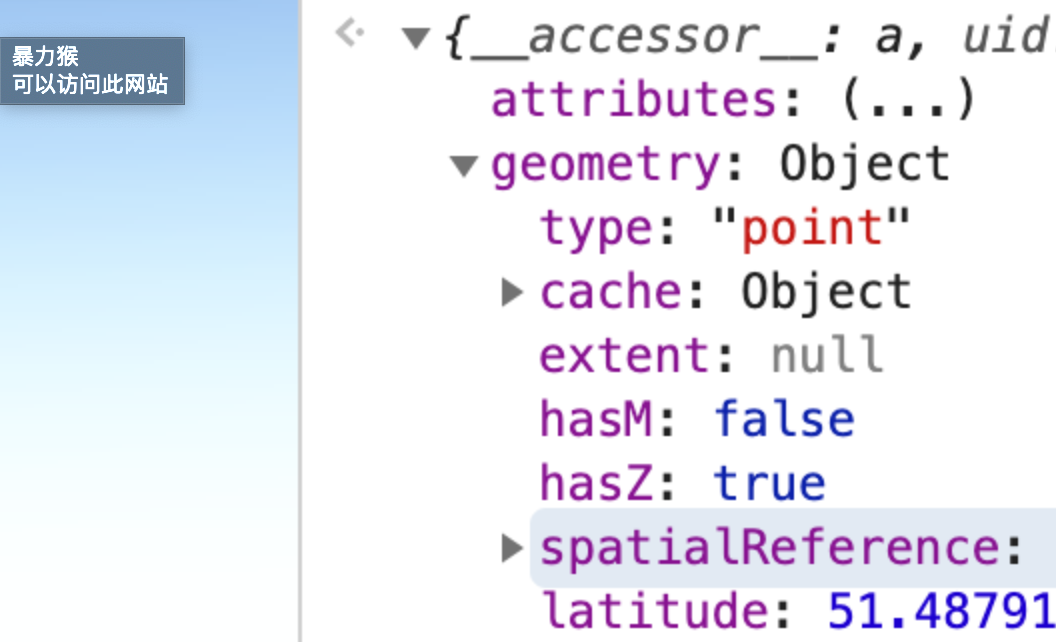 暴力猴
可以访问此网站
{__accessor__: a, uid
attributes: (...)
geometry: Object
type: "point"
cache: Object
extent: null
hasM: false
hasZ: true
spatialReference:
latitude: 51.48791